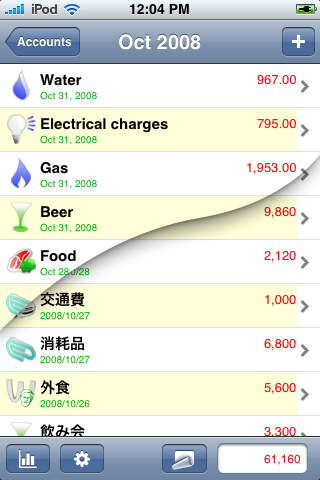 iPod 12:04 PM
Accounts Oct 2008 +
Water 967.00
Oct 31, 2008
Electrical charges 795.00
Oct 31, 2008
Gas 1,953.00
Oct 31, 2008
Beer 9,860
Oct 31, 2008
Food 2,120
Oct 28 0/28
交通費 1,000
2008/10/27
消耗品 6,800
2008/10/27
外食 5,600
2008/10/26
飲み会 3,300
61,160